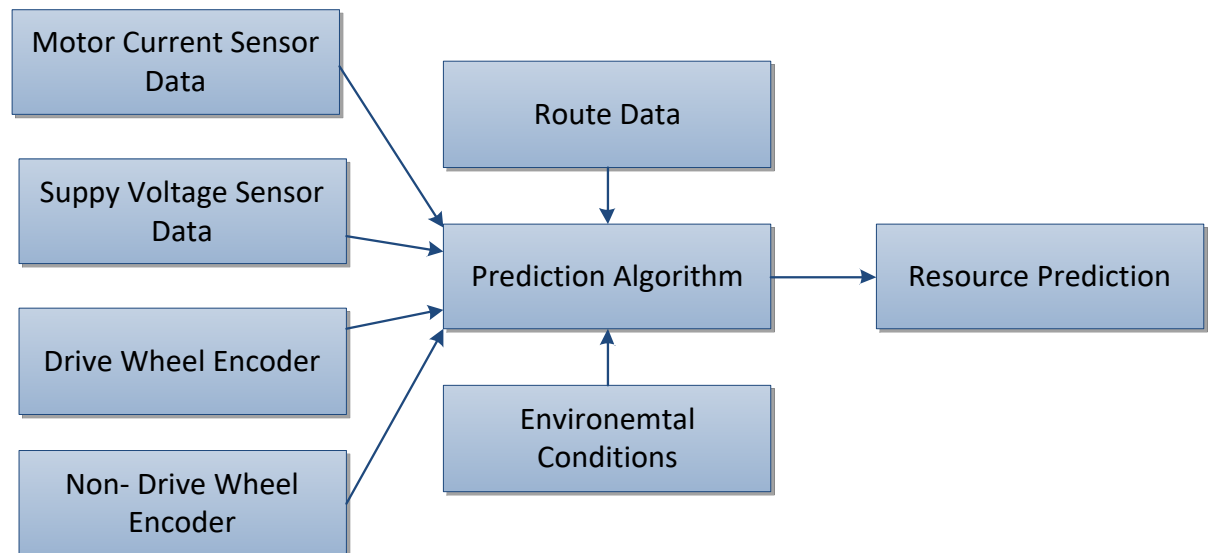 Motor Current Sensor
Data
Suppy Voltage Sensor
Data
Drive Wheel Encoder
Non- Drive Wheel
Encoder
Route Data
Prediction Algorithm
Environemtal
Conditions
Resource Prediction